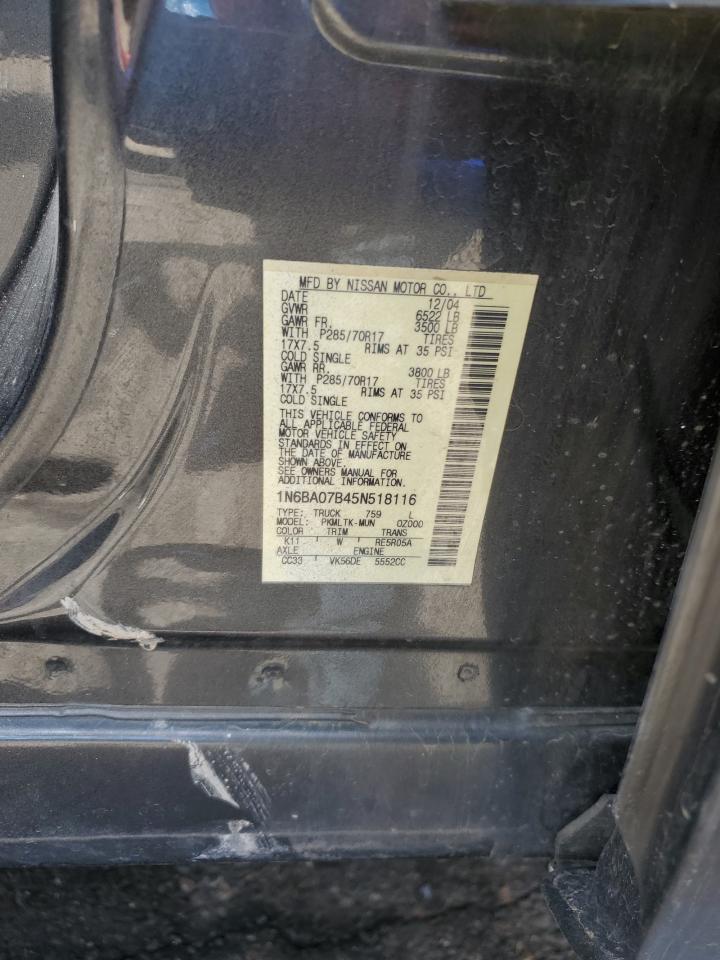 MFD BY NISSAN MOTOR CO., LTD
DATE 12/04
GVWR 6522 LB
GAWR FR. 3500 LB
WITH P285/70R17 TIRES
17X7.5 RIMS AT 35 PSI
COLD SINGLE
GAWR RR. 3800 LB
WITH P285/70R17 TIRES
17X7.5 RIMS AT 35 PSI
COLD SINGLE
THIS VEHICLE CONFORMS TO
ALL APPLICABLE FEDERAL
MOTOR VEHICLE SAFETY
STANDARDS IN EFFECT ON
THE DATE OF MANUFACTURE
SHOWN ABOVE.
SEE OWNERS MANUAL FOR
ADDITIONAL INFORMATION.
1N6BA07B45N518116
TYPE: TRUCK 759 L
MODEL: PKMLTK-MUN 0Z000
COLOR TRIM TRANS
K11 W RE5R05A
AXLE ENGINE
CC33 VK56DE 5552CC